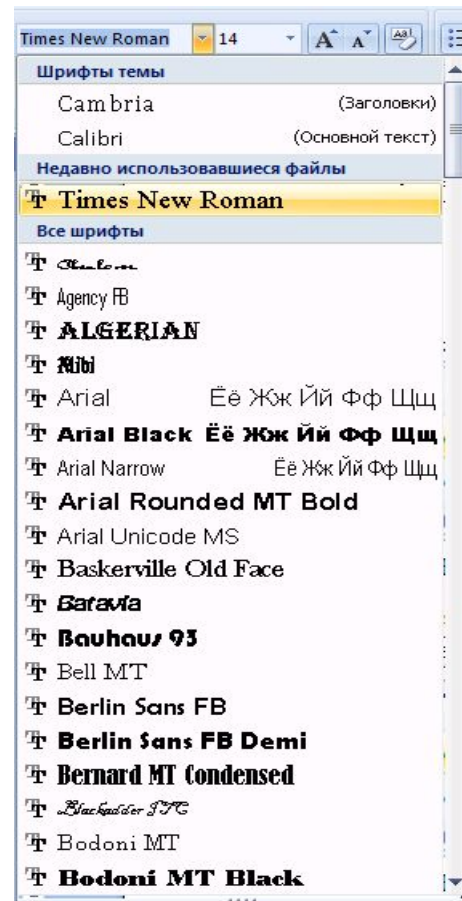 Times New Roman 14
Шрифты темы
Cambria (Заголовки)
Calibri (Основной текст)
Недавно использовавшиеся файлы
Times New Roman
Все шрифты
Agency FB
ALGERIAN
Alibi
Arial Ёё Жж Йй Фф Щщ
Arial Black Ёё Жж Йй Фф Щщ
Arial Narrow Ёё Жж Йй Фф Щщ
Arial Rounded MT Bold
Arial Unicode MS
Baskerville Old Face
Batavia
Bauhaus 93
Bell MT
Berlin Sans FB
Berlin Sans FB Demi
Bernard MT Condensed
Blackadder ITC
Bodoni MT
Bodoni MT Black